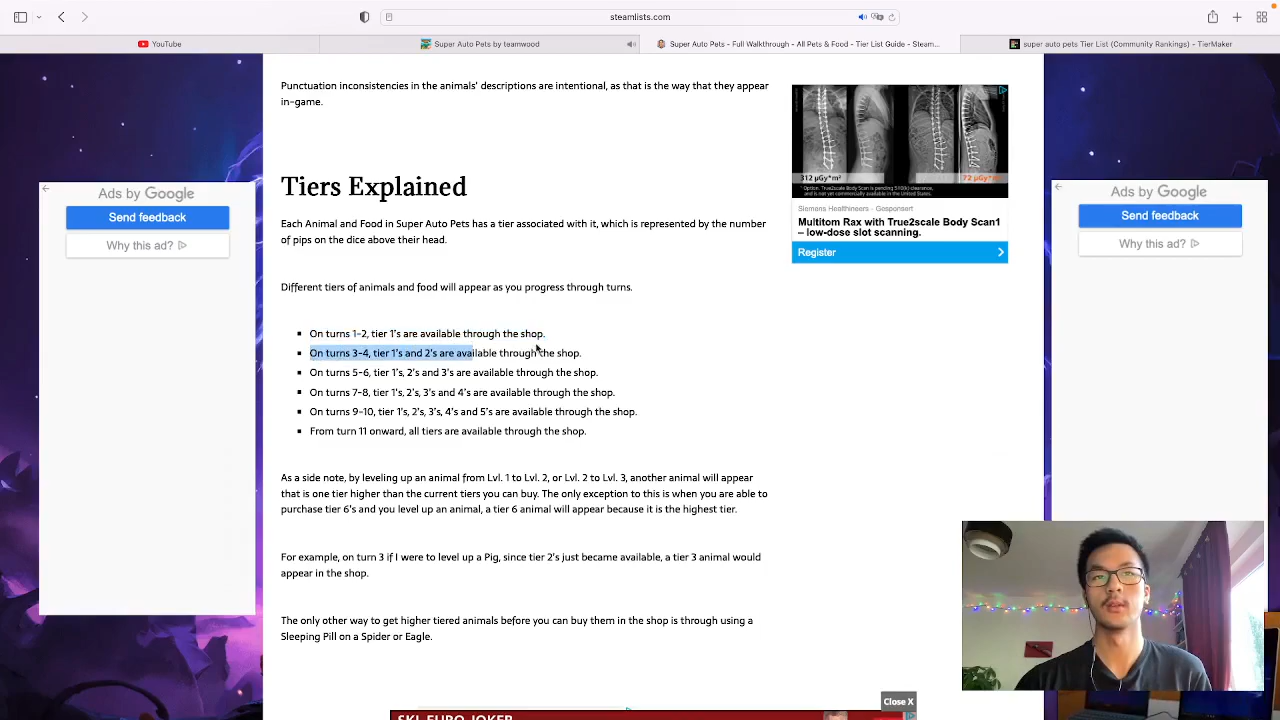 steamlists.com
YouTube
Super Auto Pets by teamwood
Super Auto Pets - Full Walkthrough - All Pets & Food - Tier List Guide - Steam...
super auto pets Tier List (Community Rankings) - TierMaker
Punctuation inconsistencies in the animals' descriptions are intentional, as that is the way that they appear
in-game.
Tiers Explained
Each Animal and Food in Super Auto Pets has a tier associated with it, which is represented by the number
of pips on the dice above their head.
Different tiers of animals and food will appear as you progress through turns.
On turns 1-2, tier 1's are available through the shop.
On turns 3-4, tier 1's and 2's are available through the shop.
On turns 5-6, tier 1's, 2's and 3's are available through the shop.
On turns 7-8, tier 1's, 2's, 3's and 4's are available through the shop.
On turns 9-10, tier 1's, 2's, 3's, 4's and 5's are available through the shop.
From turn 11 onward, all tiers are available through the shop.
As a side note, by leveling up an animal from Lvl. 1 to Lvl. 2, or Lvl. 2 to Lvl. 3, another animal will appear
that is one tier higher than the current tiers you can buy. The only exception to this is when you are able to
purchase tier 6's and you level up an animal, a tier 6 animal will appear because it is the highest tier.
For example, on turn 3 if I were to level up a Pig, since tier 2's just became available, a tier 3 animal would
appear in the shop.
The only other way to get higher tiered animals before you can buy them in the shop is through using a
Sleeping Pill on a Spider or Eagle.
Ads by Google
Send feedback
Why this ad?
312 µGy*m²
72 µGy*m²
* Option. True2scale Body Scan is pending 510(k) clearance,
and is not yet commercially available in the United States.
Siemens Healthineers - Gesponsert
Multitom Rax with True2scale Body Scan1
– low-dose slot scanning.
Register
Ads by Google
Send feedback
Why this ad?
Close X
SKL EURO JOKER